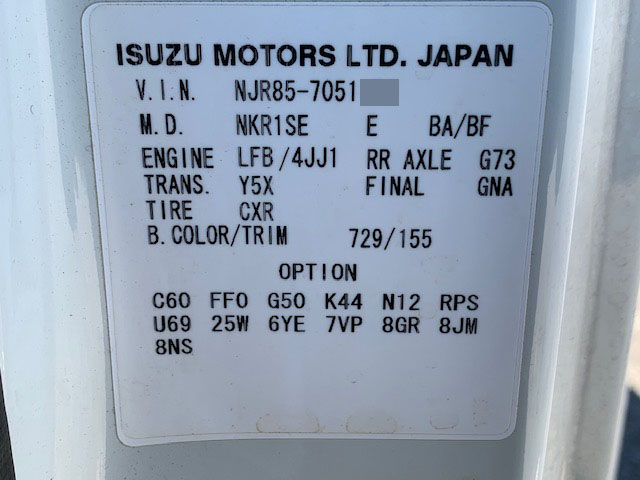 ISUZU MOTORS LTD. JAPAN
V.I.N. NJR85-7051
M.D. NKR1SE E BA/BF
ENGINE LFB/4JJ1 RR AXLE G73
TRANS. Y5X FINAL GNA
TIRE CXR
B.COLOR/TRIM 729/155
OPTION
C60 FF0 G50 K44 N12 RPS
U69 25W 6YE 7VP 8GR 8JM
8NS